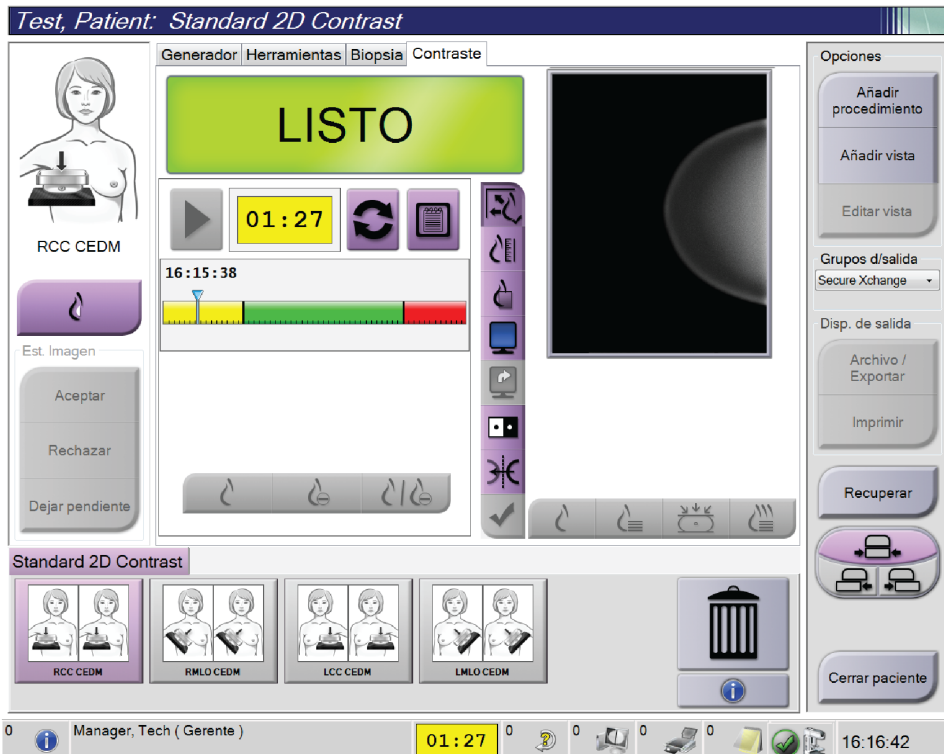 Test, Patient: Standard 2D Contrast
Generador
Herramientas
Biopsia
Contraste
LISTO
RCC CEDM
01:27
16:15:38
Est. Imagen
Aceptar
Rechazar
Dejar pendiente
Opciones
Añadir
procedimiento
Añadir vista
Editar vista
Grupos d/salida
Secure Xchange
Disp. de salida
Archivo /
Exportar
Imprimir
Recuperar
Cerrar paciente
Standard 2D Contrast
RCC CEDM
RMLO CEDM
LCC CEDM
LMLO CEDM
0
Manager, Tech ( Gerente )
01:27
0
0
0
0
16:16:42